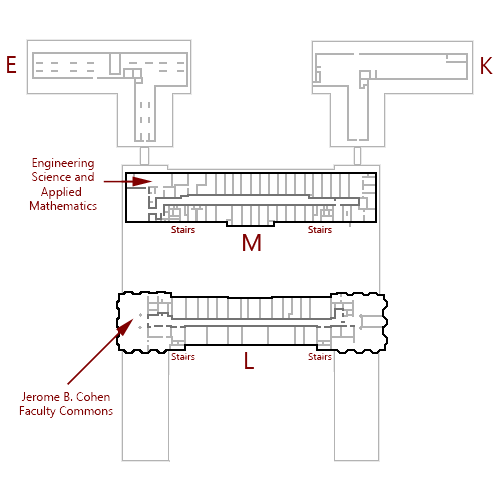 E
K
Engineering
Science and
Applied
Mathematics
Stairs
Stairs
M
Stairs
Stairs
L
Jerome B. Cohen
Faculty Commons